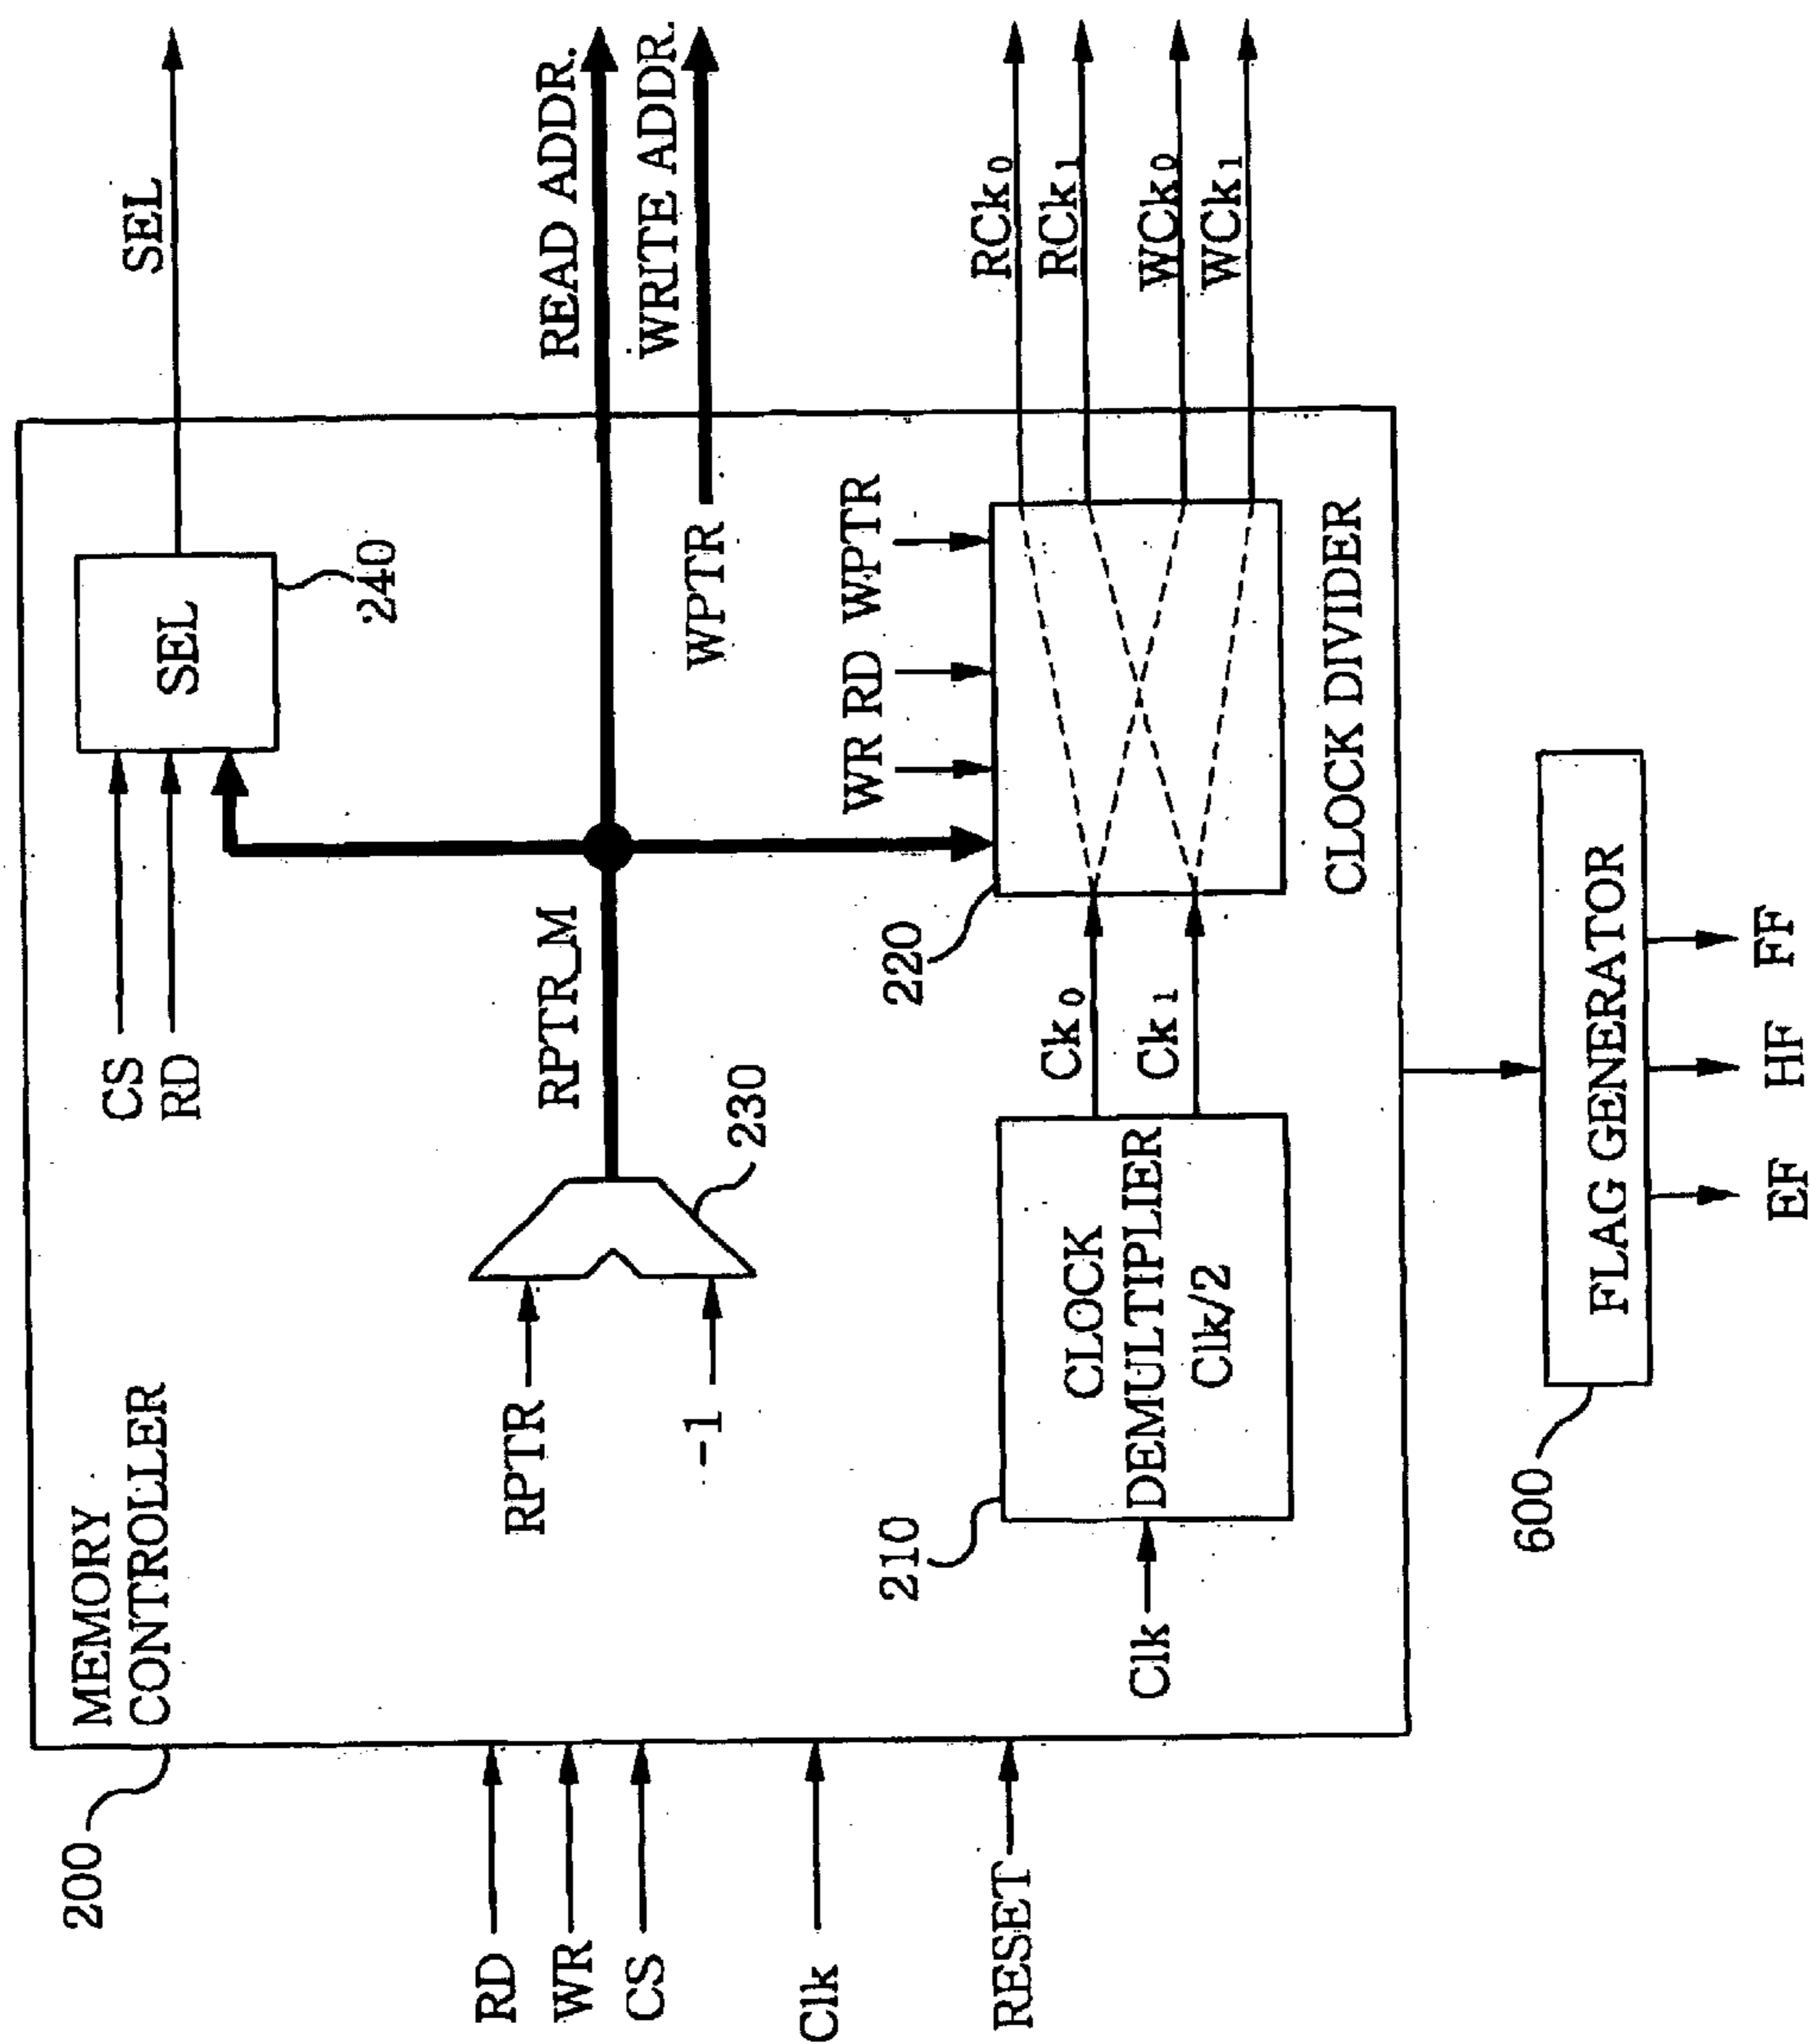 MEMORY
CONTROLLER
200
RD
WR
CS
Clk
RESET
CS
RD
SEL
240
SEL
RPTR
-1
230
RPTR_M
READ ADDR.
WPTR
WRITE ADDR.
WR RD WPTR
Clk
210
CLOCK
DEMULTIPLIER
Clk/2
Ck0
Ck1
220
CLOCK DIVIDER
RCk0
RCk1
WCk0
WCk1
600
FLAG GENERATOR
EF HF FF